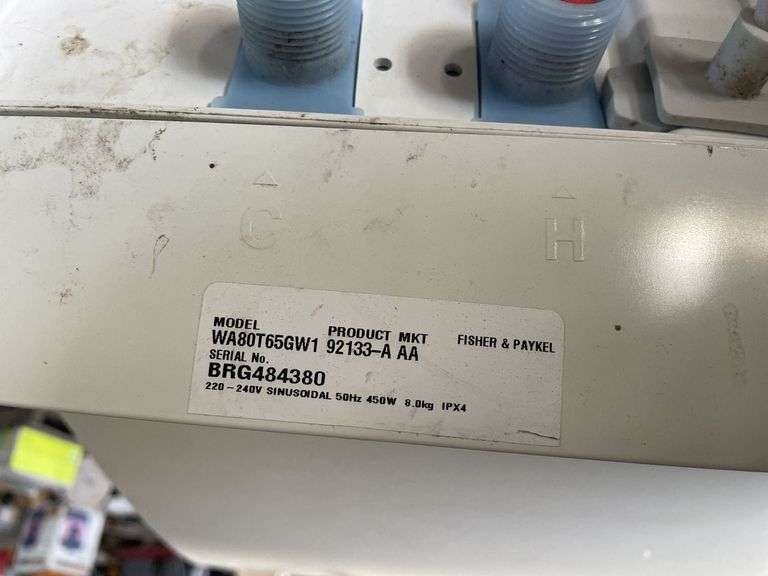 C H
MODEL PRODUCT MKT FISHER & PAYKEL
WA80T65GW1 92133-A AA
SERIAL No.
BRG484380
220-240V SINUSOIDAL 50Hz 450W 8.0kg IPX4